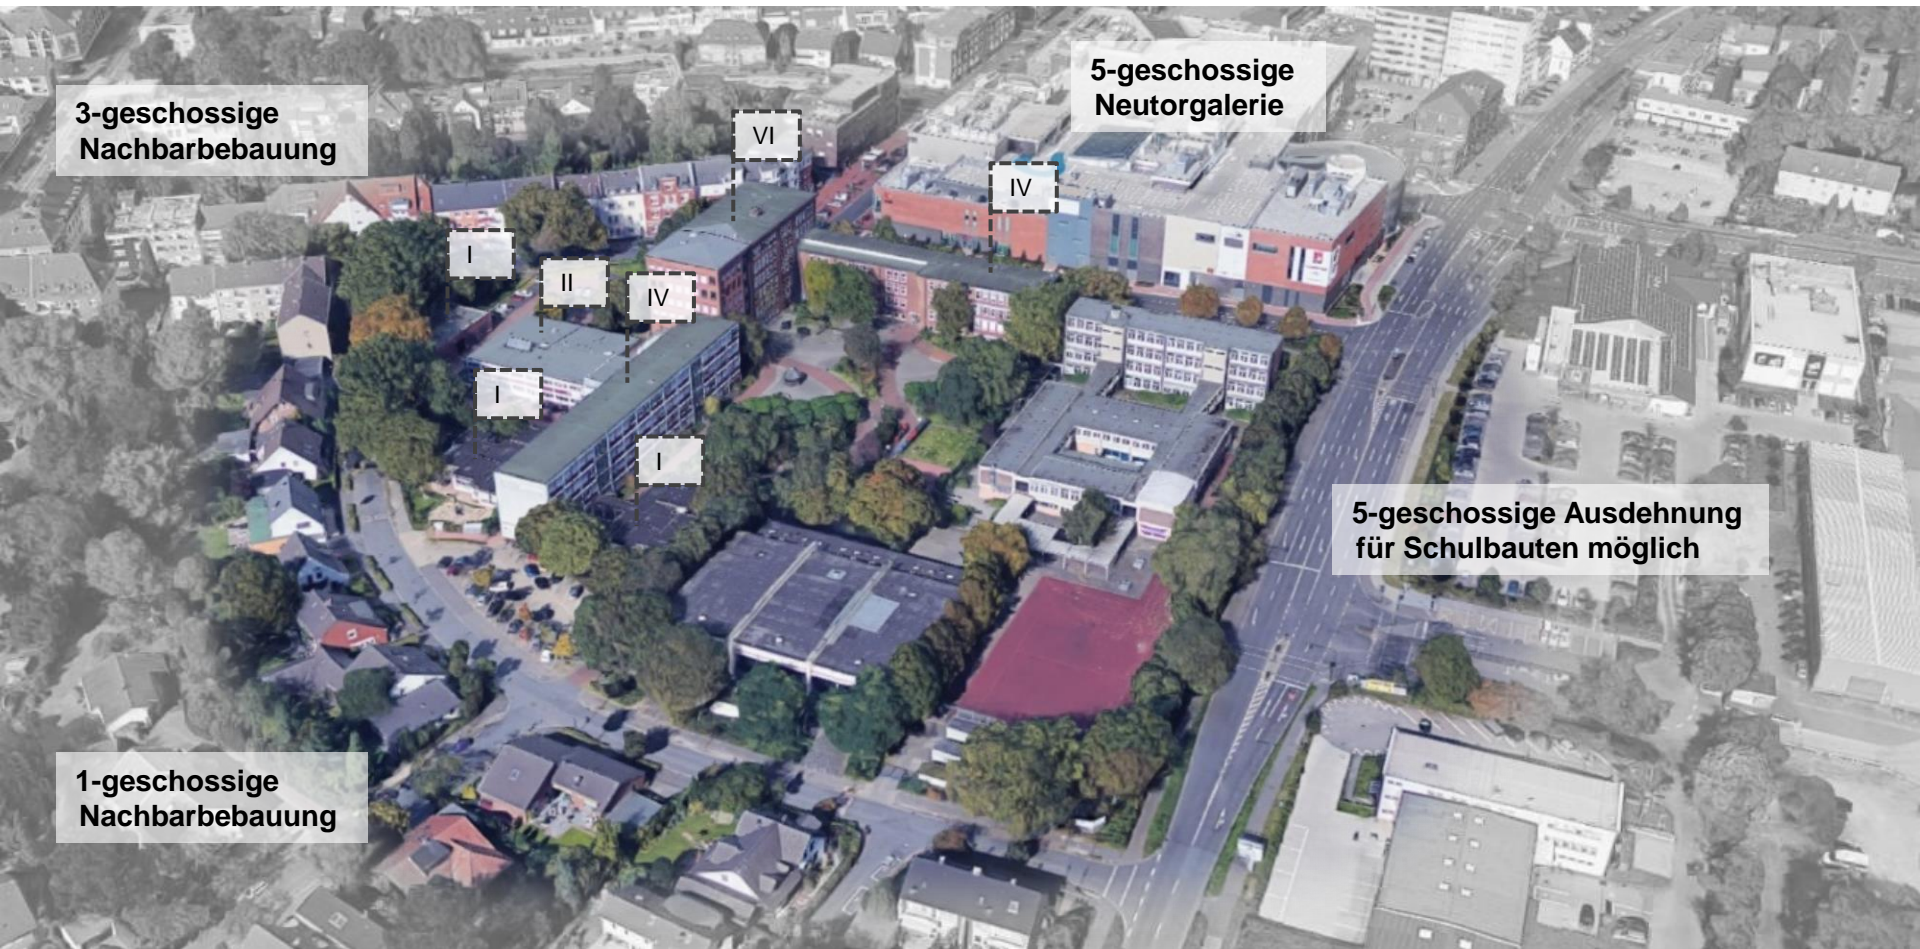 5-geschossige
Neutorgalerie
3-geschossige
Nachbarbebauung
VI
IV
I
II
IV
I
I
5-geschossige Ausdehnung
für Schulbauten möglich
1-geschossige
Nachbarbebauung